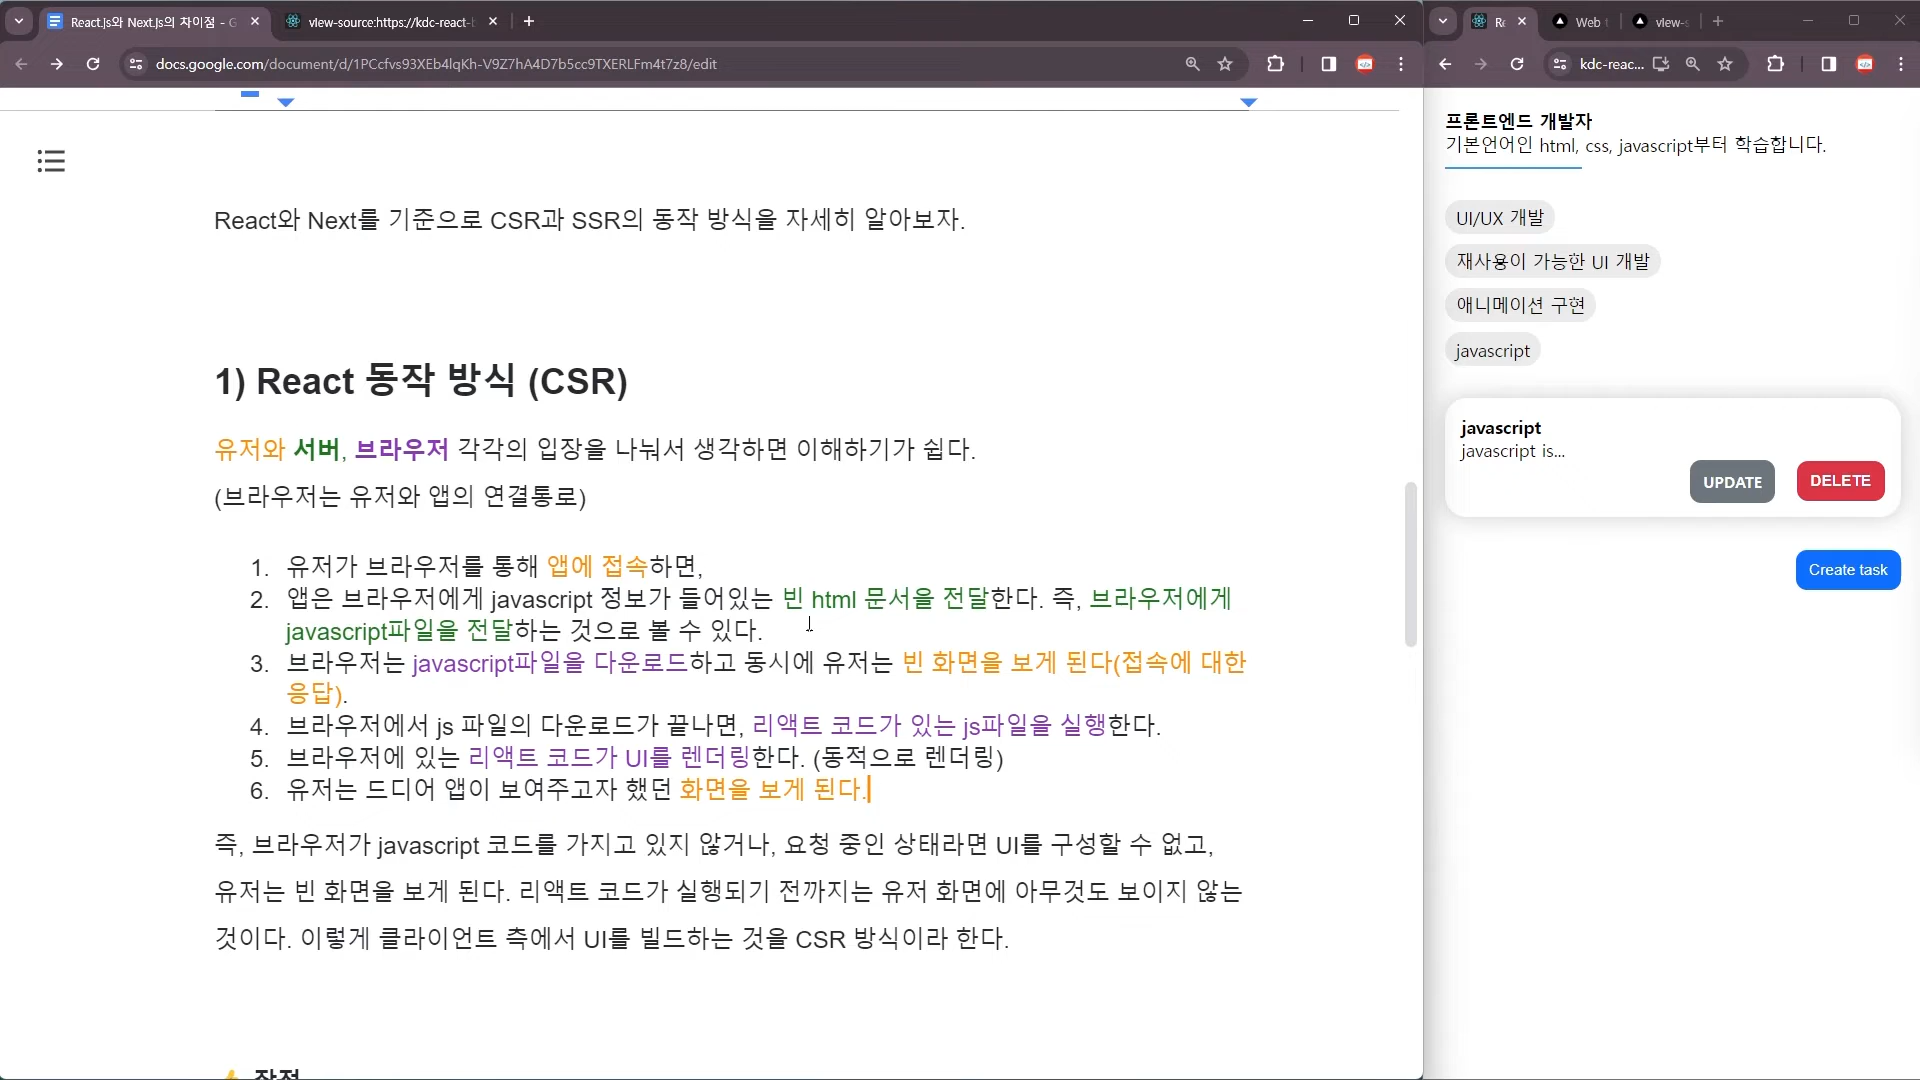 React.js와 Next.js의 차이점 - G
view-source:https://kdc-react-
docs.google.com/document/d/1PCcfvs93XEb4lqKh-V9Z7hA4D7b5cc9TXERLFm4t7z8/edit
React와 Next를 기준으로 CSR과 SSR의 동작 방식을 자세히 알아보자.
1) React 동작 방식 (CSR)
유저와 서버, 브라우저 각각의 입장을 나눠서 생각하면 이해하기가 쉽다.
(브라우저는 유저와 앱의 연결통로)
1. 유저가 브라우저를 통해 앱에 접속하면,
2. 앱은 브라우저에게 javascript 정보가 들어있는 빈 html 문서을 전달한다. 즉, 브라우저에게
javascript파일을 전달하는 것으로 볼 수 있다.
3. 브라우저는 javascript파일을 다운로드하고 동시에 유저는 빈 화면을 보게 된다(접속에 대한
응답).
4. 브라우저에서 js 파일의 다운로드가 끝나면, 리액트 코드가 있는 js파일을 실행한다.
5. 브라우저에 있는 리액트 코드가 UI를 렌더링한다. (동적으로 렌더링)
6. 유저는 드디어 앱이 보여주고자 했던 화면을 보게 된다.
즉, 브라우저가 javascript 코드를 가지고 있지 않거나, 요청 중인 상태라면 UI를 구성할 수 없고,
유저는 빈 화면을 보게 된다. 리액트 코드가 실행되기 전까지는 유저 화면에 아무것도 보이지 않는
것이다. 이렇게 클라이언트 측에서 UI를 빌드하는 것을 CSR 방식이라 한다.
Re
Web
view-s
kdc-reac...
프론트엔드 개발자
기본언어인 html, css, javascript부터 학습합니다.
UI/UX 개발
재사용이 가능한 UI 개발
애니메이션 구현
javascript
javascript
javascript is...
UPDATE
DELETE
Create task